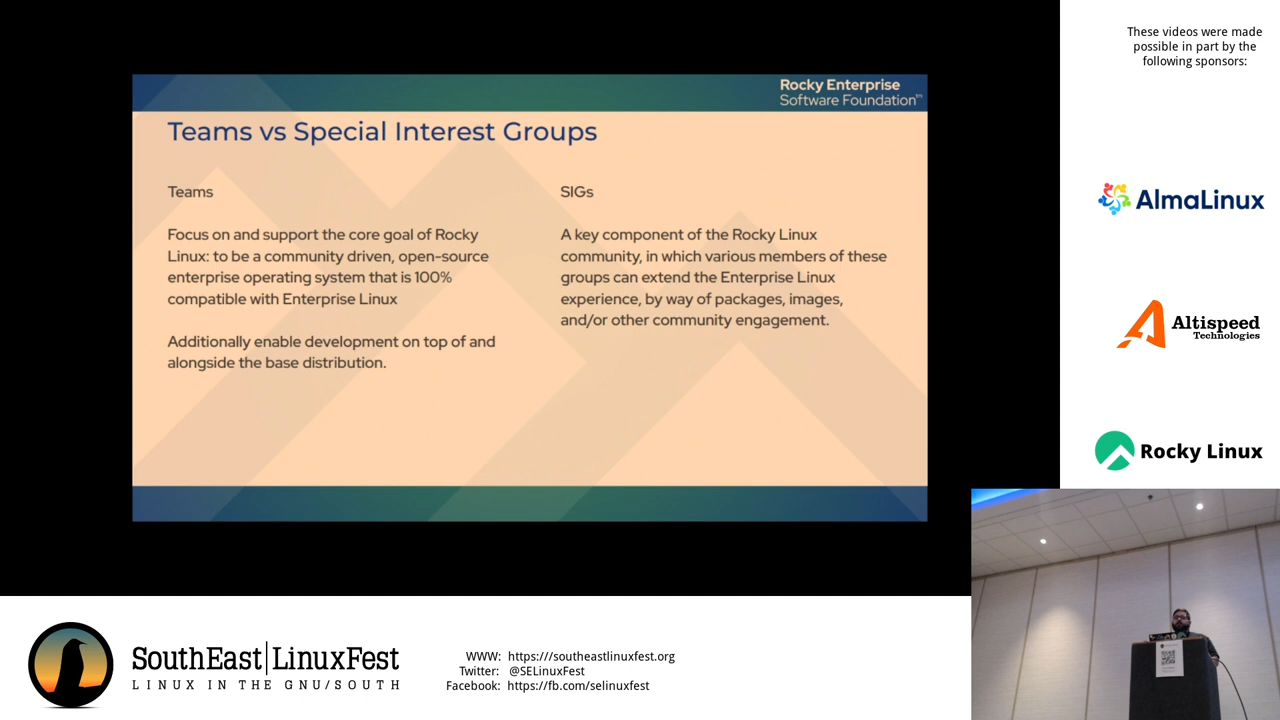 These videos were made
possible in part by the
following sponsors:
Rocky Enterprise
Software Foundation™
Teams vs Special Interest Groups
Teams
Focus on and support the core goal of Rocky
Linux: to be a community driven, open-source
enterprise operating system that is 100%
compatible with Enterprise Linux
Additionally enable development on top of and
alongside the base distribution.
SIGs
A key component of the Rocky Linux
community, in which various members of these
groups can extend the Enterprise Linux
experience, by way of packages, images,
and/or other community engagement.
AlmaLinux
Altispeed
Technologies
Rocky Linux
SouthEast LinuxFest
LINUX IN THE GNU/SOUTH
WWW: https:///southeastlinuxfest.org
Twitter: @SELinuxFest
Facebook: https://fb.com/selinuxfest